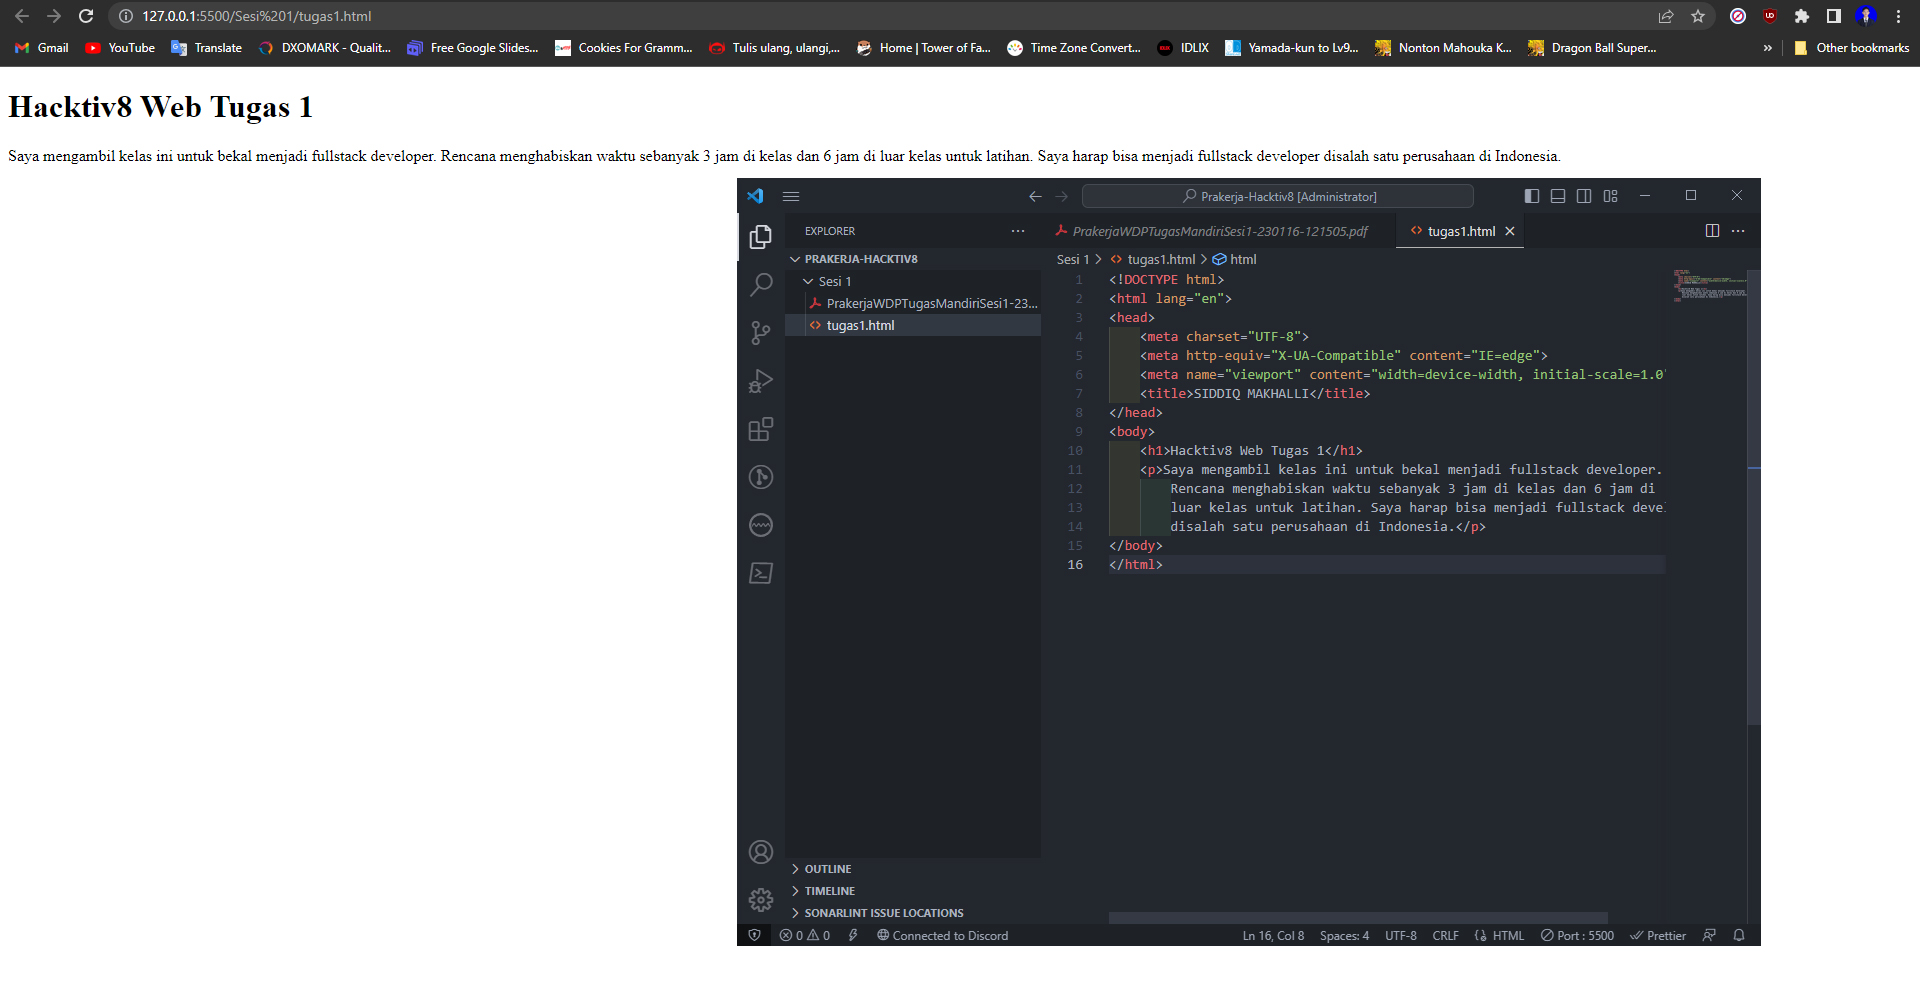 127.0.0.1:5500/Sesi%201/tugas1.html
Gmail YouTube Translate DXOMARK - Qualit... Free Google Slides... Cookies For Gramm... Tulis ulang, ulangi,... Home | Tower of Fa... Time Zone Convert... IDLIX Yamada-kun to Lv9... Nonton Mahouka K... Dragon Ball Super... » Other bookmarks
Hacktiv8 Web Tugas 1
Saya mengambil kelas ini untuk bekal menjadi fullstack developer. Rencana menghabiskan waktu sebanyak 3 jam di kelas dan 6 jam di luar kelas untuk latihan. Saya harap bisa menjadi fullstack developer disalah satu perusahaan di Indonesia.
Prakerja-Hacktiv8 [Administrator]
EXPLORER
PrakerjaWDPTugasMandiriSesi1-230116-121505.pdf
tugas1.html
PRAKERJA-HACKTIV8
Sesi 1
PrakerjaWDPTugasMandiriSesi1-23...
tugas1.html
Sesi 1 > tugas1.html > html
1 <!DOCTYPE html>
2 <html lang="en">
3 <head>
4 <meta charset="UTF-8">
5 <meta http-equiv="X-UA-Compatible" content="IE=edge">
6 <meta name="viewport" content="width=device-width, initial-scale=1.0"
7 <title>SIDDIQ MAKHALLI</title>
8 </head>
9 <body>
10 <h1>Hacktiv8 Web Tugas 1</h1>
11 <p>Saya mengambil kelas ini untuk bekal menjadi fullstack developer.
12 Rencana menghabiskan waktu sebanyak 3 jam di kelas dan 6 jam di
13 luar kelas untuk latihan. Saya harap bisa menjadi fullstack deve
14 disalah satu perusahaan di Indonesia.</p>
15 </body>
16 </html>
OUTLINE
TIMELINE
SONARLINT ISSUE LOCATIONS
0 0 Connected to Discord Ln 16, Col 8 Spaces: 4 UTF-8 CRLF HTML Port : 5500 Prettier